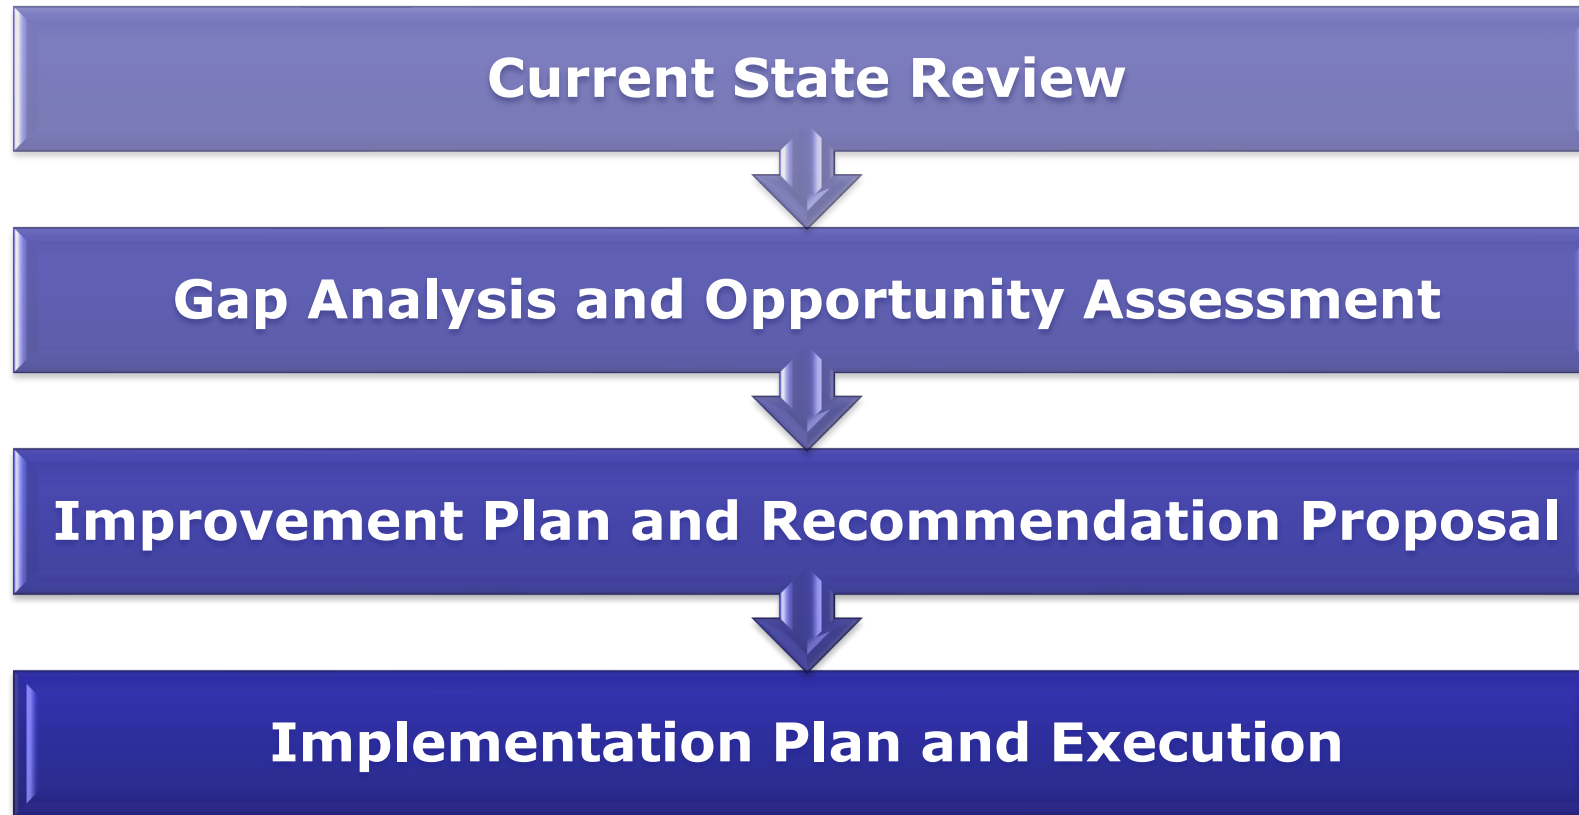 Current State Review
Gap Analysis and Opportunity Assessment
Improvement Plan and Recommendation Proposal
Implementation Plan and Execution